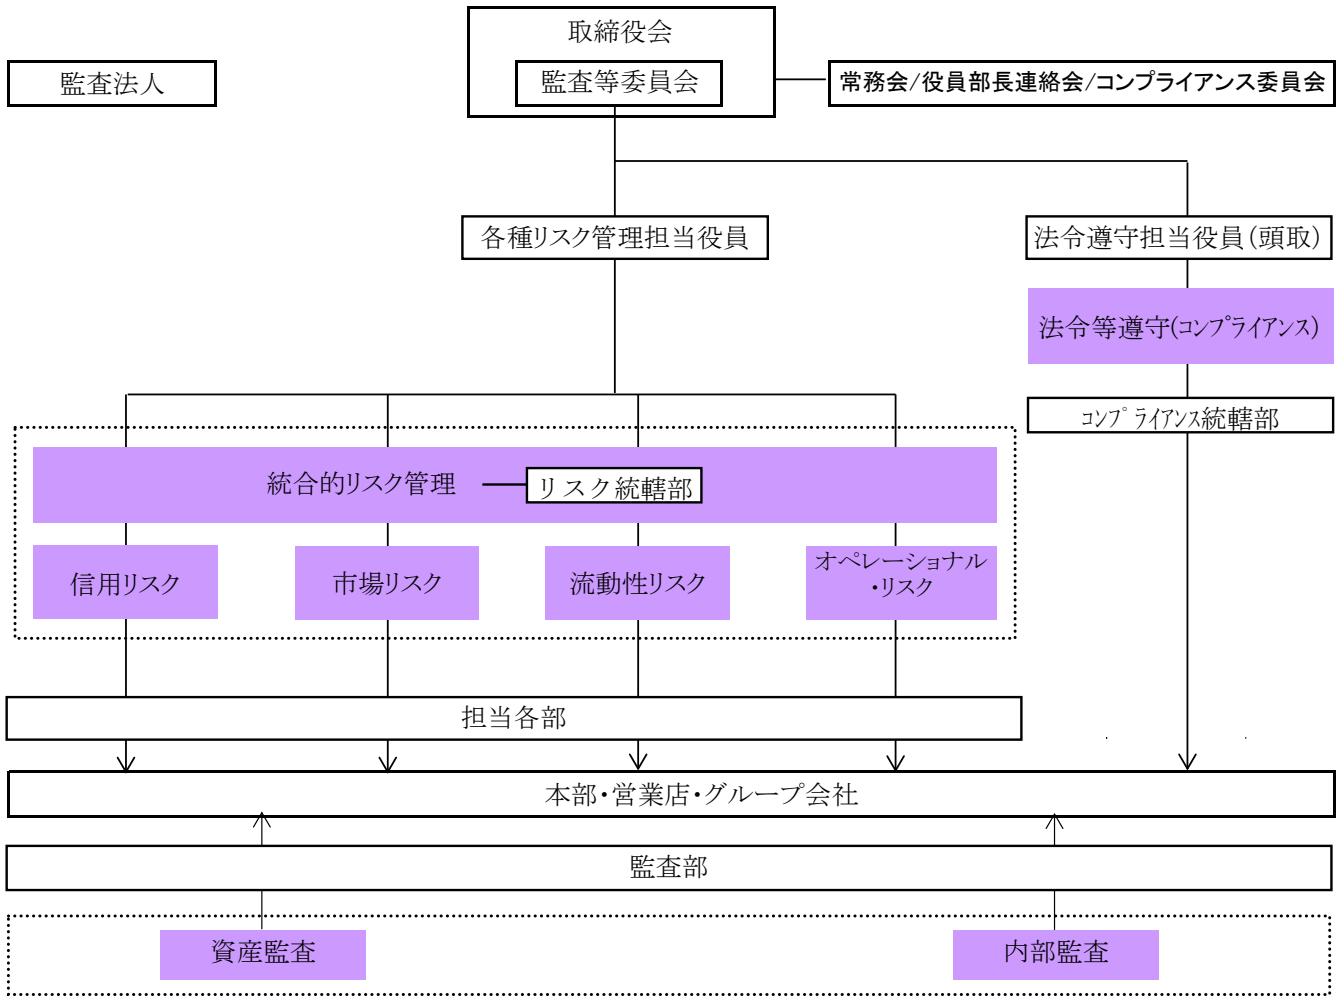 取締役会
監査法人
監査等委員会
常務会/役員部長連絡会/コンプライアンス委員会
各種リスク管理担当役員
法令遵守担当役員(頭取)
法令等遵守(コンプライアンス)
コンプライアンス統轄部
統合的リスク管理
リスク統轄部
信用リスク
市場リスク
流動性リスク
オペレーショナル
・リスク
担当各部
本部・営業店・グループ会社
監査部
資産監査
内部監査